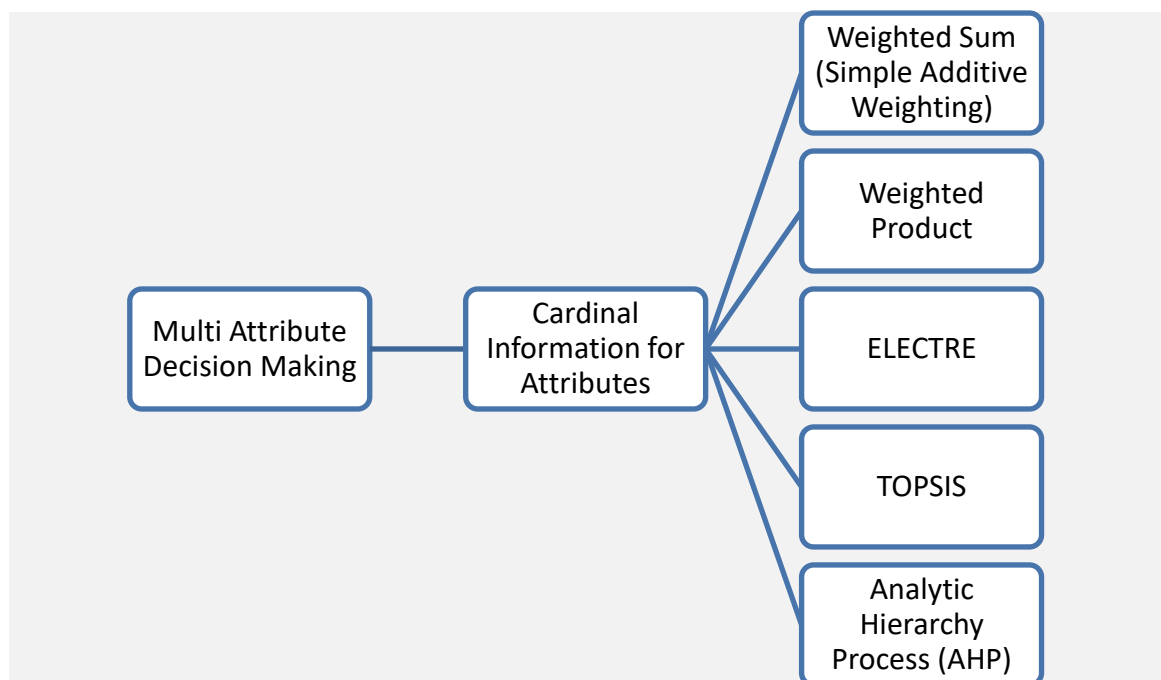 Multi Attribute
Decision Making
Cardinal
Information for
Attributes
Weighted Sum
(Simple Additive
Weighting)
Weighted
Product
ELECTRE
TOPSIS
Analytic
Hierarchy
Process (AHP)